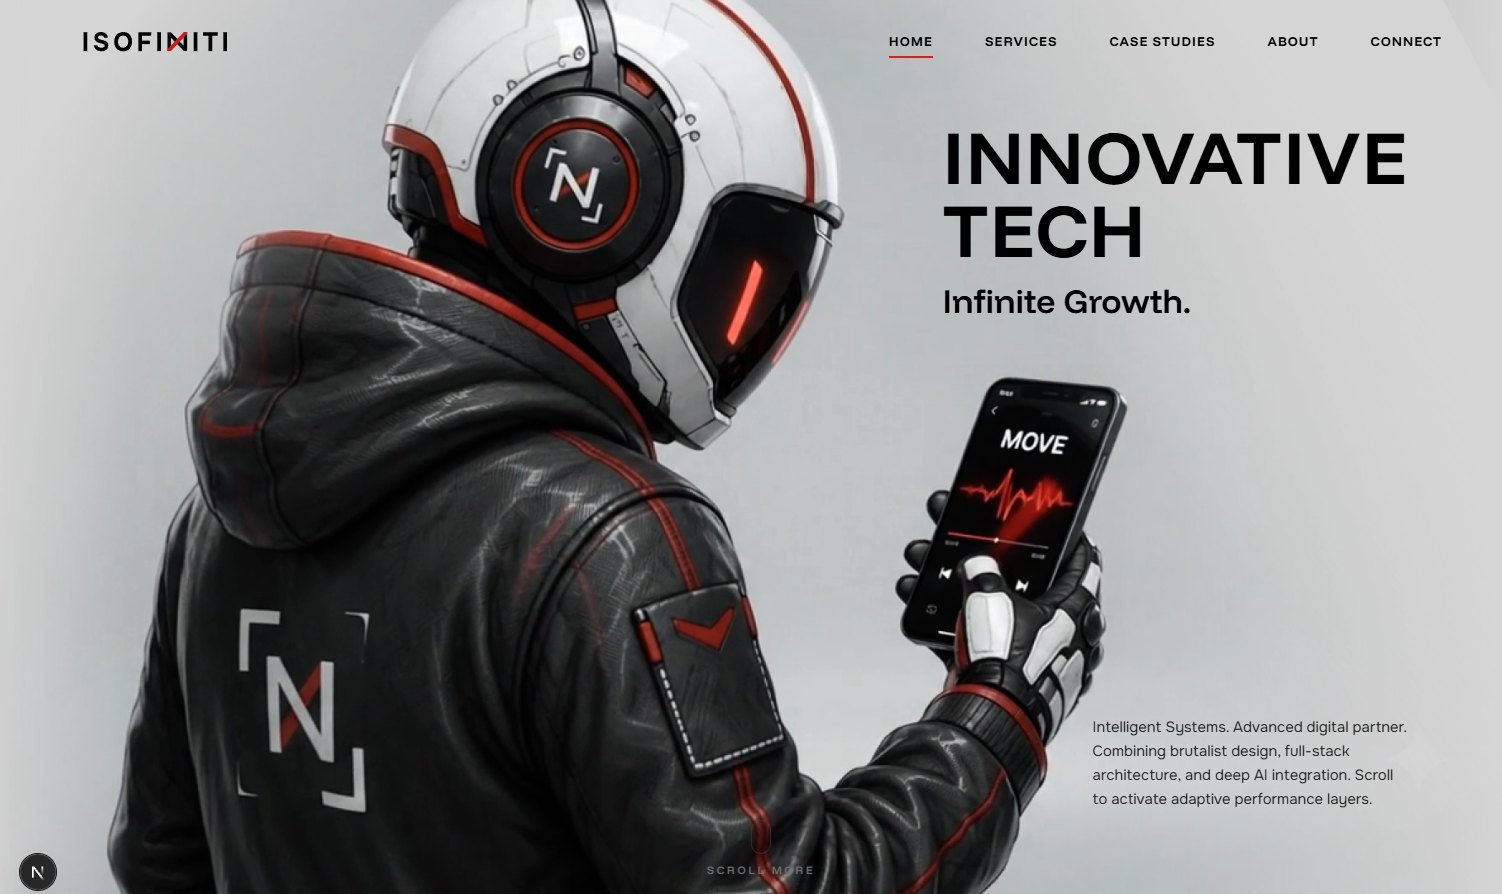 ISOFINITI
HOME
SERVICES
CASE STUDIES
ABOUT
CONNECT
INNOVATIVE
TECH
Infinite Growth.
N
MOVE
N
Intelligent Systems. Advanced digital partner.
Combining brutalist design, full-stack
architecture, and deep AI integration. Scroll
to activate adaptive performance layers.
SCROLL MORE
N